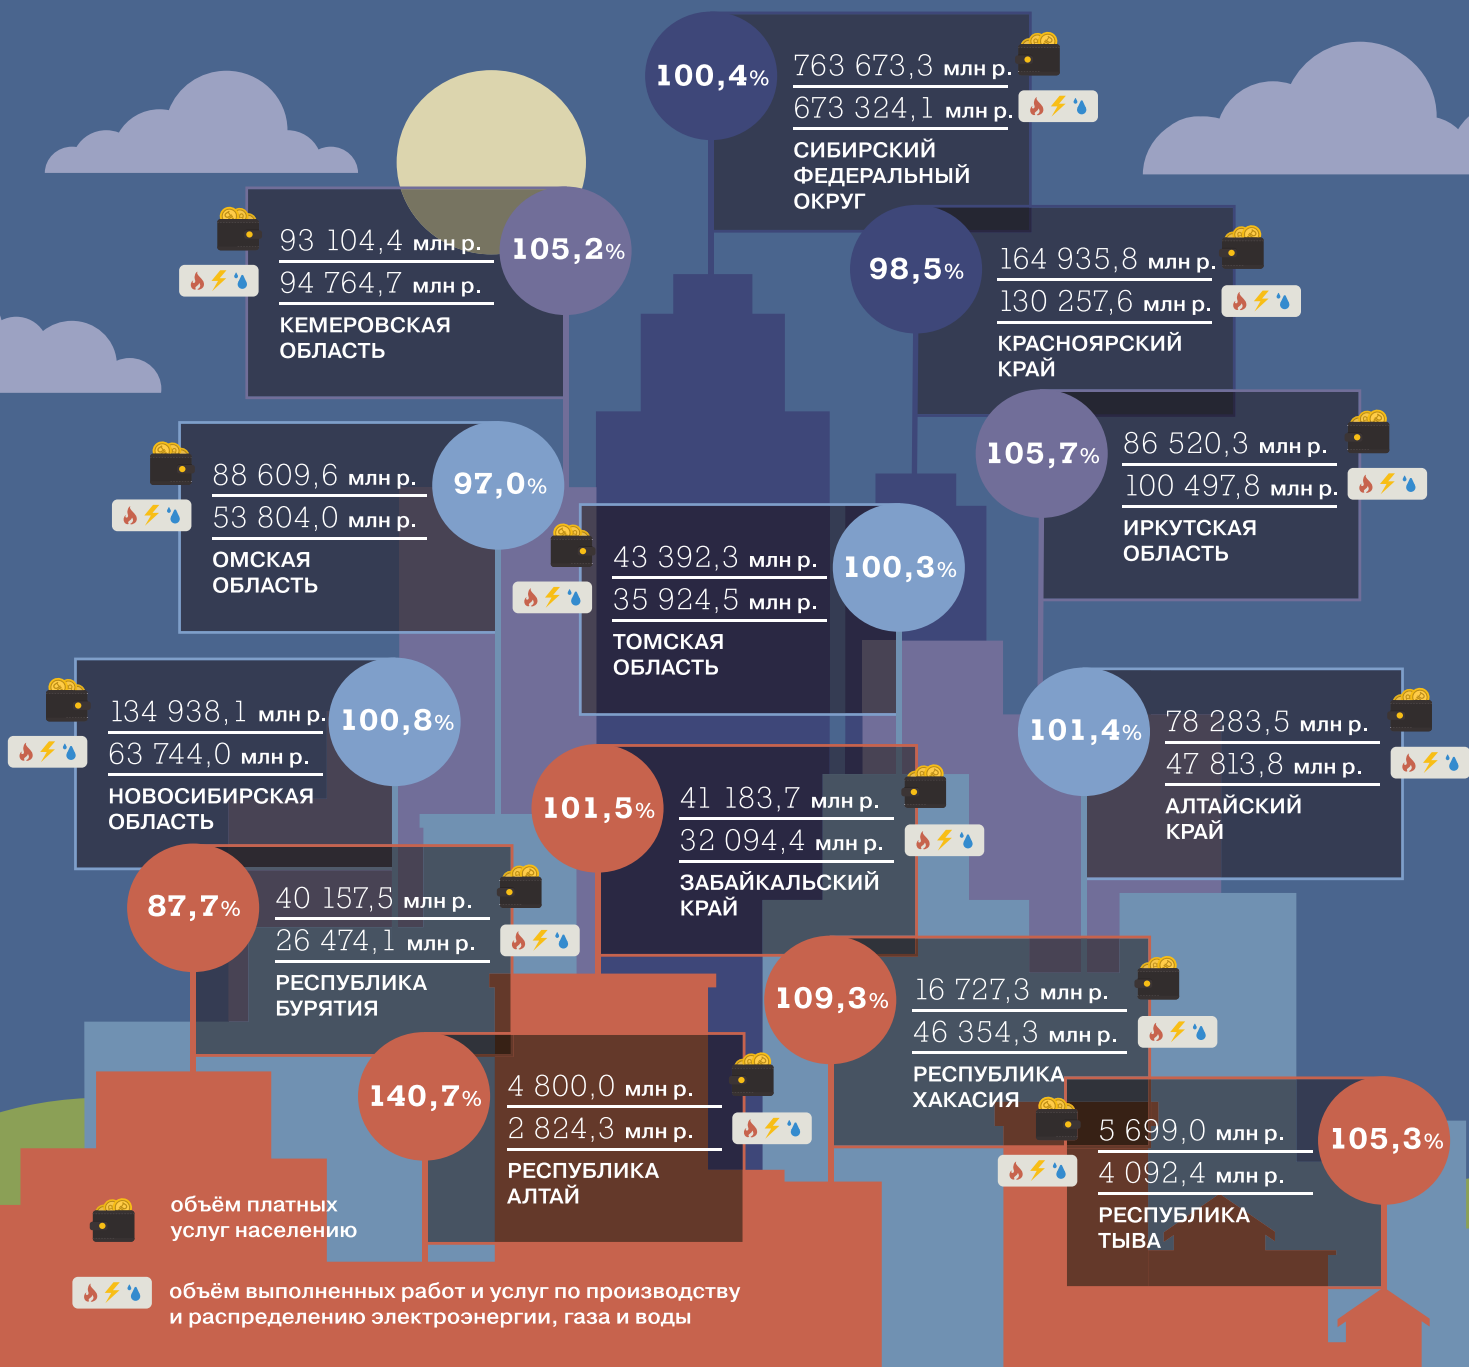 100,4%
763 673,3 млн р.
673 324,1 млн р.
СИБИРСКИЙ
ФЕДЕРАЛЬНЫЙ
ОКРУГ
93 104,4 млн р.
94 764,7 млн р.
КЕМЕРОВСКАЯ
ОБЛАСТЬ
105,2%
98,5%
164 935,8 млн р.
130 257,6 млн р.
КРАСНОЯРСКИЙ
КРАЙ
88 609,6 млн р.
53 804,0 млн р.
ОМСКАЯ
ОБЛАСТЬ
97,0%
105,7%
86 520,3 млн р.
100 497,8 млн р.
ИРКУТСКАЯ
ОБЛАСТЬ
43 392,3 млн р.
35 924,5 млн р.
ТОМСКАЯ
ОБЛАСТЬ
100,3%
134 938,1 млн р.
63 744,0 млн р.
НОВОСИБИРСКАЯ
ОБЛАСТЬ
100,8%
101,4%
78 283,5 млн р.
47 813,8 млн р.
АЛТАЙСКИЙ
КРАЙ
101,5%
41 183,7 млн р.
32 094,4 млн р.
ЗАБАЙКАЛЬСКИЙ
КРАЙ
87,7%
40 157,5 млн р.
26 474,1 млн р.
РЕСПУБЛИКА
БУРЯТИЯ
109,3%
16 727,3 млн р.
46 354,3 млн р.
РЕСПУБЛИКА
ХАКАСИЯ
140,7%
4 800,0 млн р.
2 824,3 млн р.
РЕСПУБЛИКА
АЛТАЙ
5 699,0 млн р.
4 092,4 млн р.
РЕСПУБЛИКА
ТЫВА
105,3%
объём платных
услуг населению
объём выполненных работ и услуг по производству
и распределению электроэнергии, газа и воды